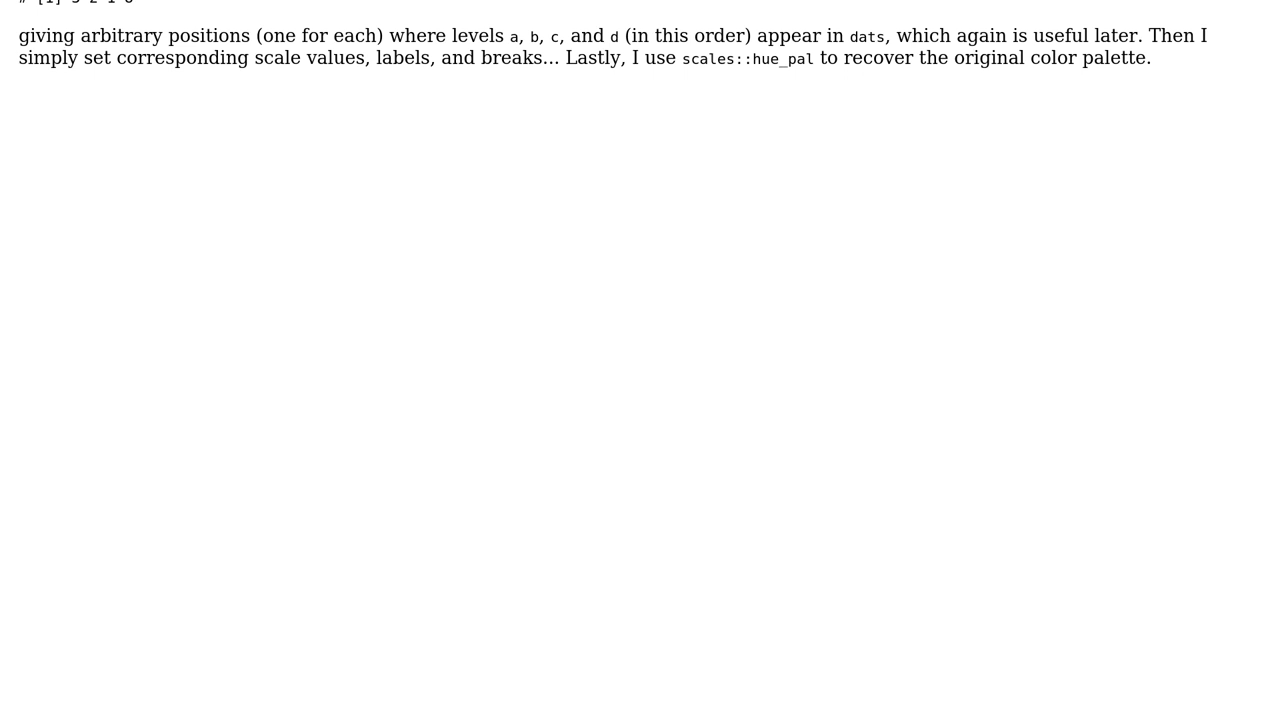 giving arbitrary positions (one for each) where levels a, b, c, and d (in this order) appear in dats, which again is useful later. Then I
simply set corresponding scale values, labels, and breaks... Lastly, I use scales::hue_pal to recover the original color palette.